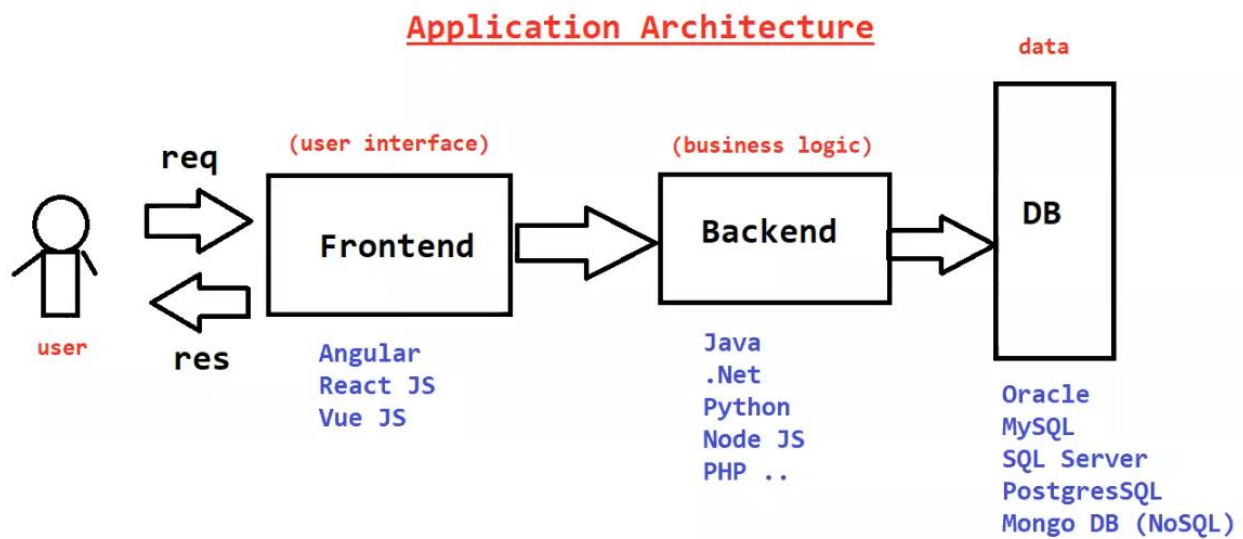 Application Architecture
data
(user interface)
(business logic)
req
Frontend
Backend
DB
res
user
Angular
React JS
Vue JS
Java
.Net
Python
Node JS
PHP ..
Oracle
MySQL
SQL Server
PostgresSQL
Mongo DB (NoSQL)